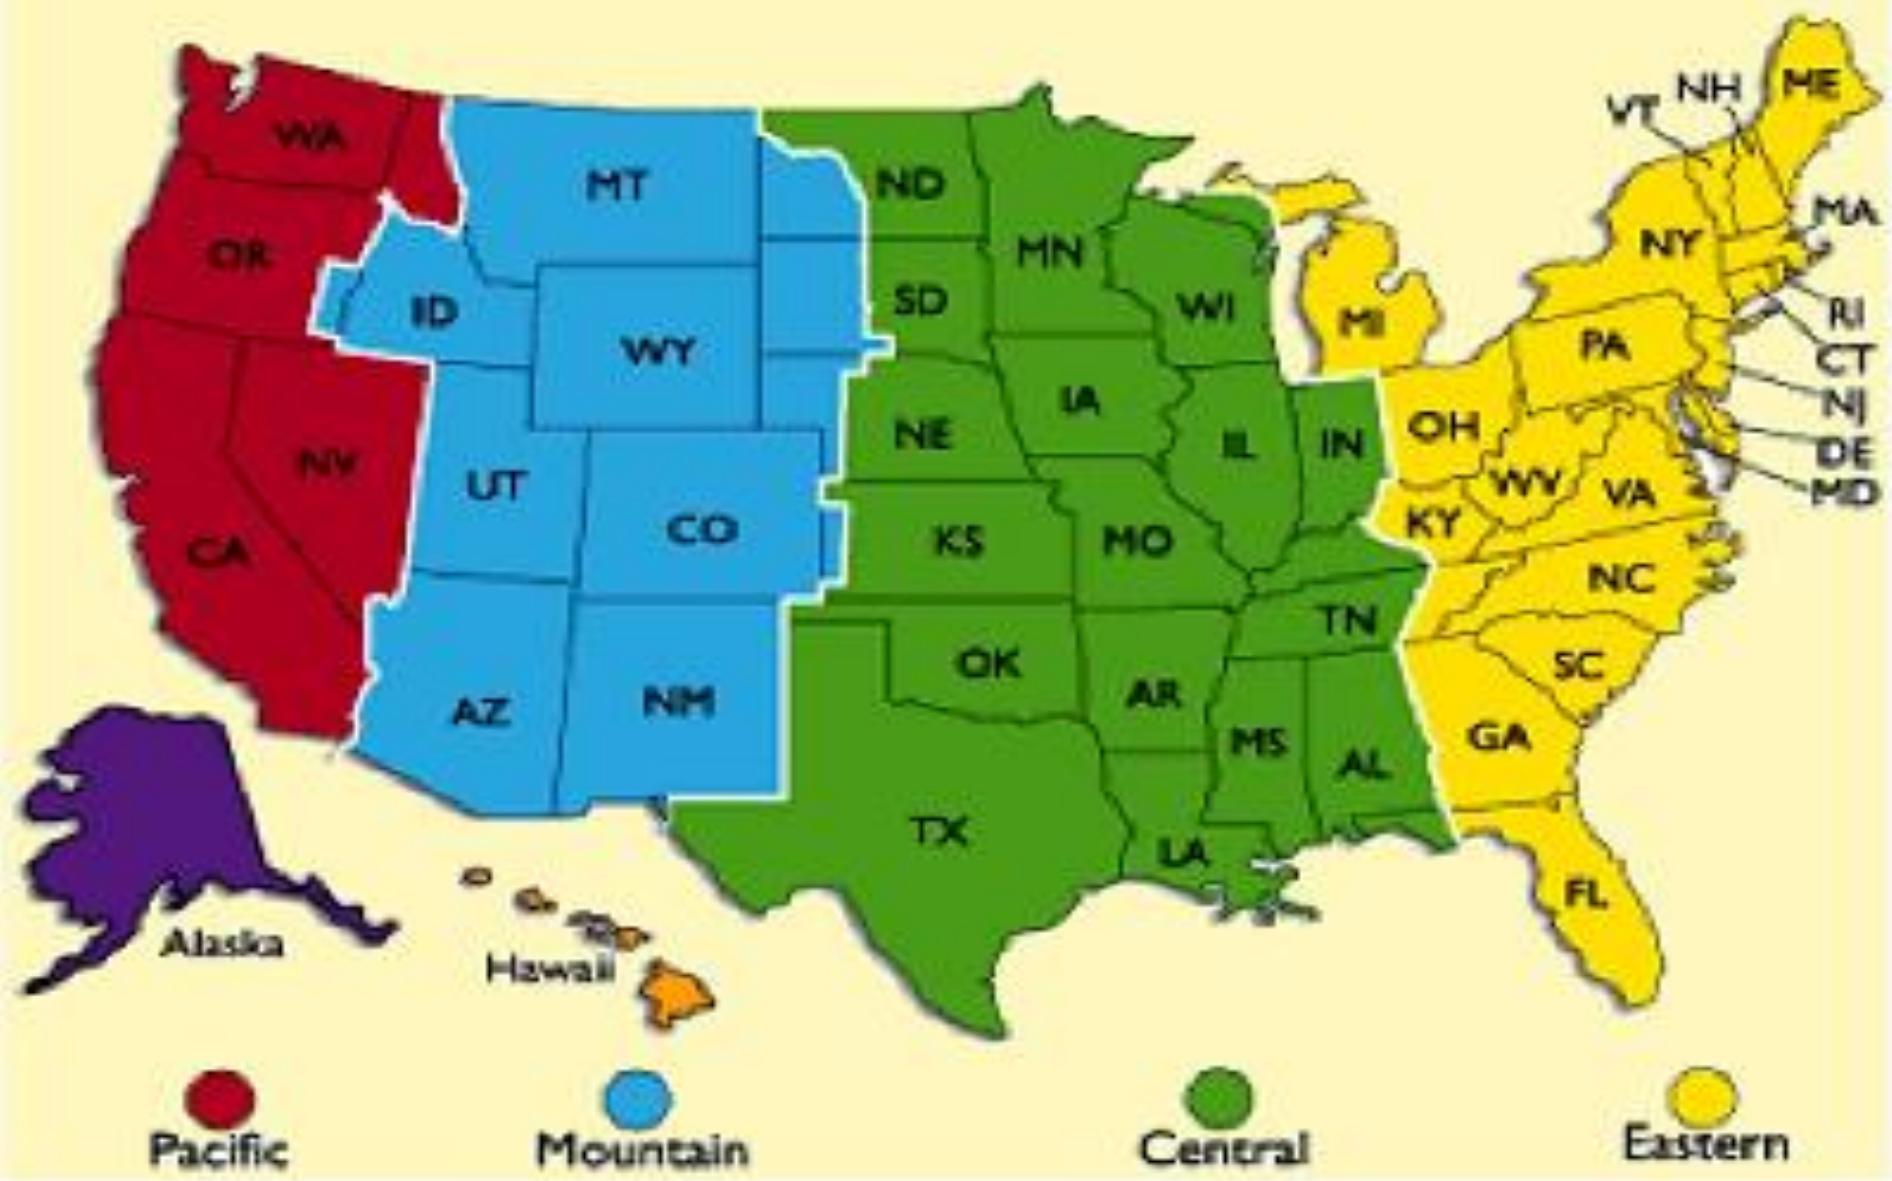 ME
NH
VT
WA
MT
ND
MA
OR
MN
NY
ID
SD
WI
MI
RI
WY
PA
CT
IA
NJ
NE
OH
NV
IL
IN
DE
UT
WV
VA
MD
CO
KS
MO
KY
CA
NC
TN
OK
SC
AZ
NM
AR
MS
GA
AL
TX
LA
FL
Alaska
Hawaii
Pacific
Mountain
Central
Eastern